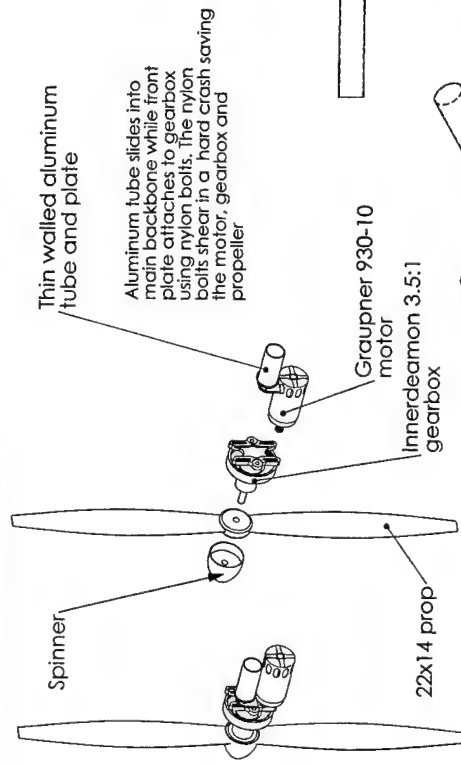 Thin walled aluminum
tube and plate
Aluminum tube slides into
main backbone while front
plate attaches to gearbox
using nylon bolts. The nylon
bolts shear in a hard crash saving
the motor, gearbox and
propeller
Spinner
Graupner 930-10
motor
Innerdeamon 3.5:1
gearbox
22x14 prop